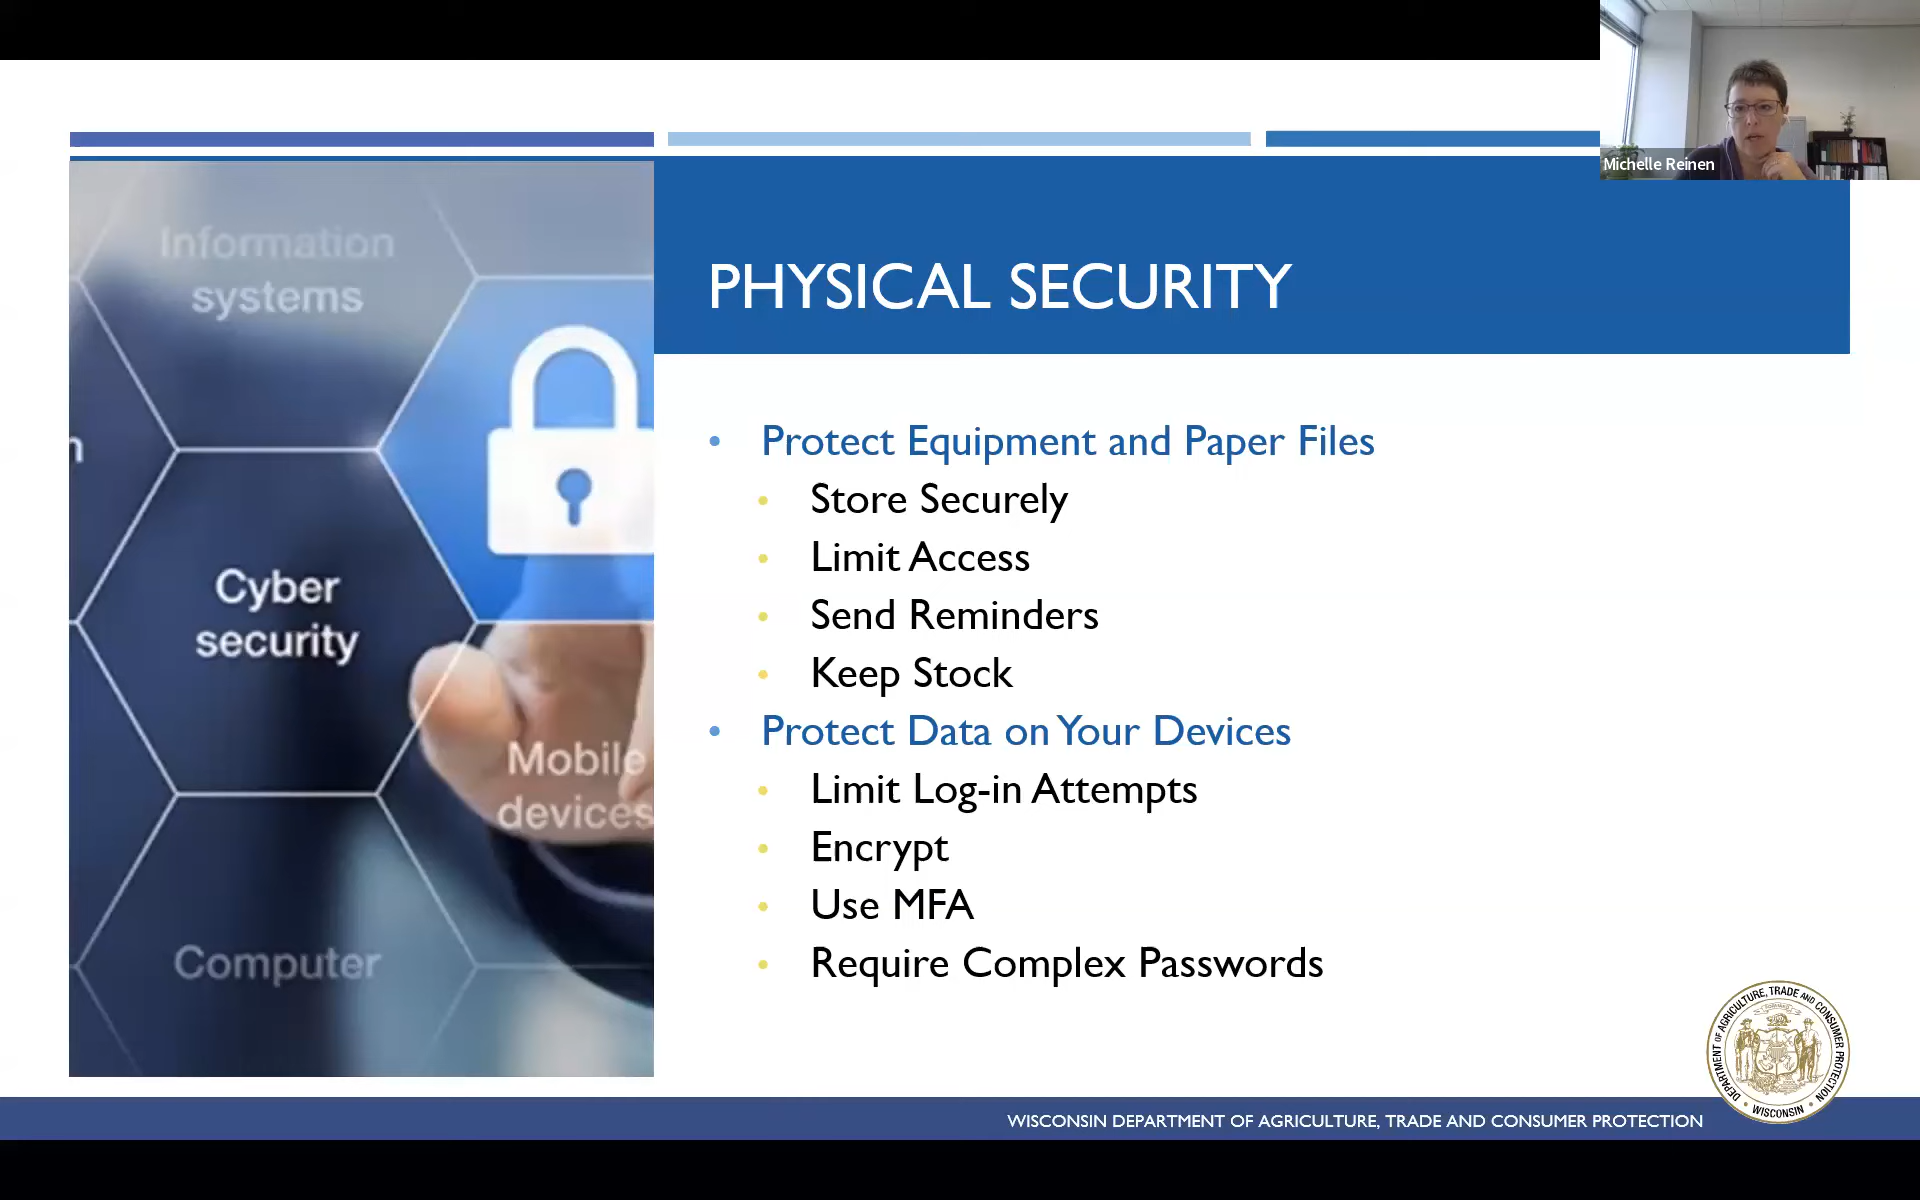 Michelle Reinen
Information
systems
n
Cyber
security
Mobile
devices
Computer
PHYSICAL SECURITY
• Protect Equipment and Paper Files
• Store Securely
• Limit Access
• Send Reminders
• Keep Stock
• Protect Data on Your Devices
• Limit Log-in Attempts
• Encrypt
• Use MFA
• Require Complex Passwords
DEPARTMENT OF AGRICULTURE, TRADE AND CONSUMER PROTECTION
• WISCONSIN •
WISCONSIN DEPARTMENT OF AGRICULTURE, TRADE AND CONSUMER PROTECTION